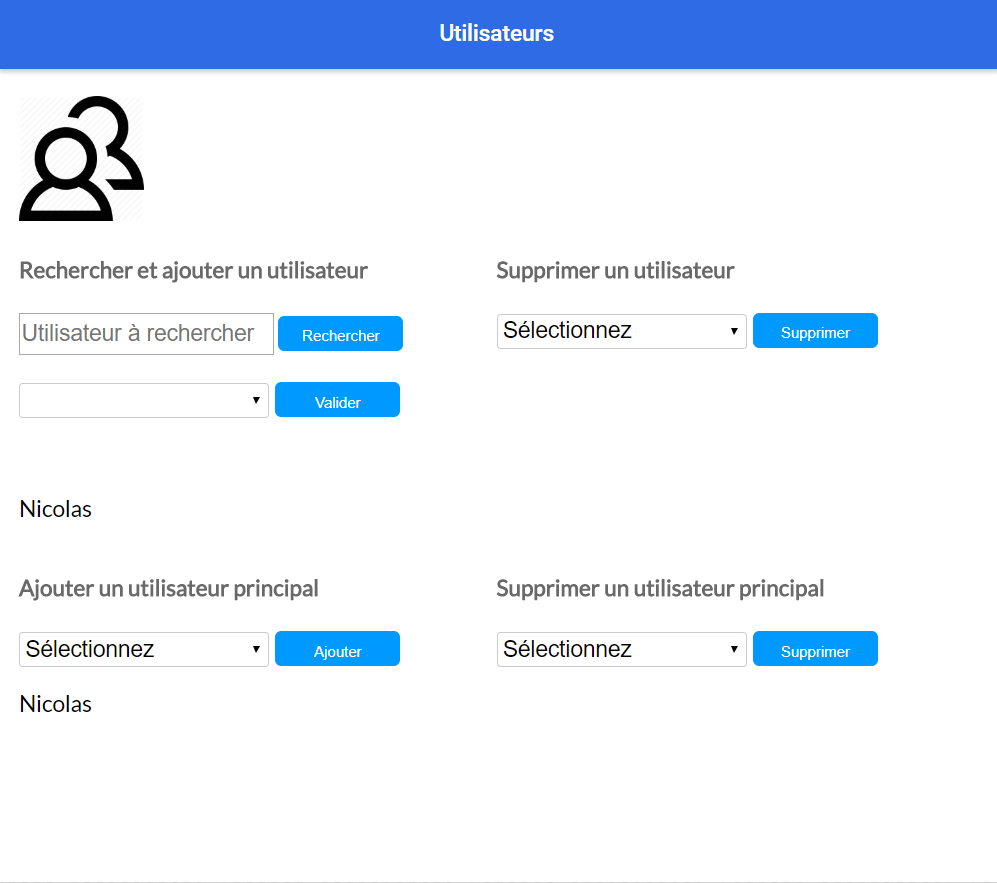 Utilisateurs
Rechercher et ajouter un utilisateur
Utilisateur à rechercher Rechercher
Valider
Supprimer un utilisateur
Sélectionnez Supprimer
Nicolas
Ajouter un utilisateur principal
Sélectionnez Ajouter
Nicolas
Supprimer un utilisateur principal
Sélectionnez Supprimer